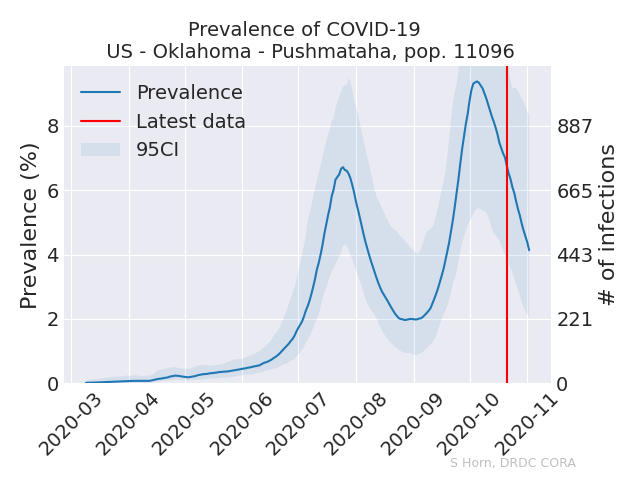 Prevalence of COVID-19
US - Oklahoma - Pushmataha, pop. 11096
Prevalence
Latest data
95CI
Prevalence (%)
8
6
4
2
0
887
665
443
221
0
# of infections
2020-03
2020-04
2020-05
2020-06
2020-07
2020-08
2020-09
2020-10
2020-11
S Horn, DRDC CORA